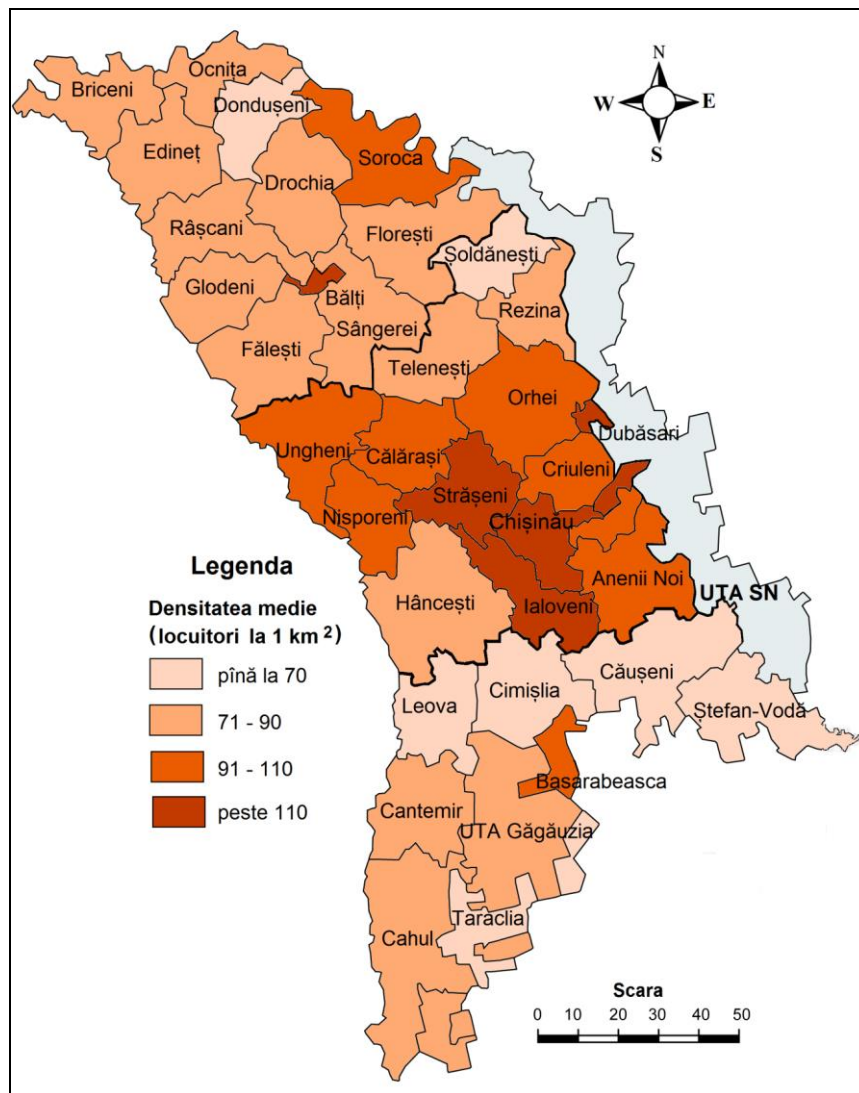 N
W E
S
Ocnița
Briceni
Dondușeni
Edineț
Soroca
Drochia
Râșcani
Florești
Șoldănești
Glodeni
Bălți
Rezina
Sângerei
Fălești
Telenești
Orhei
Dubăsari
Ungheni
Călărași
Criuleni
Strășeni
Nisporeni
Chișinău
Anenii Noi
UTA SN
Hâncești
Ialoveni
Căușeni
Cimișlia
Leova
Ștefan-Vodă
Basarabeasca
Cantemir
UTA Găgăuzia
Taraclia
Cahul
Legenda
Densitatea medie
(locuitori la 1 km²)
pînă la 70
71 - 90
91 - 110
peste 110
Scara
0 10 20 30 40 50